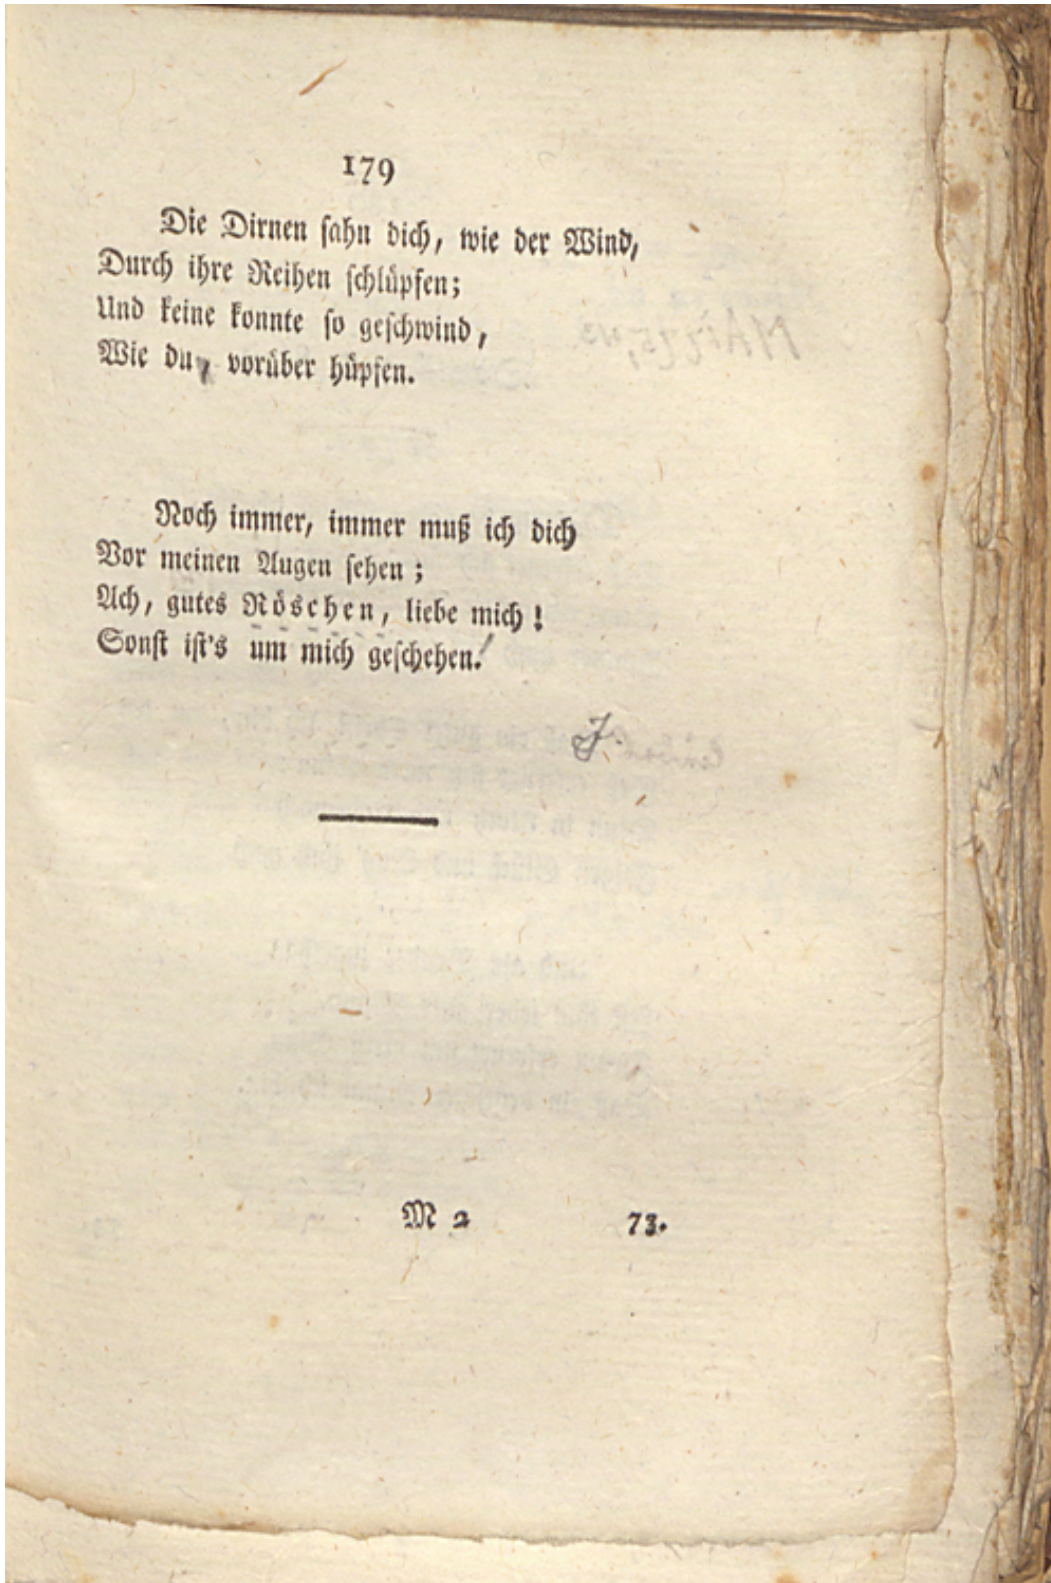 179
Die Dirnen sahn dich, wie der Wind,
Durch ihre Reihen schlüpfen;
Und keine konnte so geschwind,
Wie du, vorüber hüpfen.
Noch immer, immer muß ich dich
Vor meinen Augen sehen;
Ach, gutes Röschen, liebe mich!
Sonst ist's um mich geschehen.
J.
M 2 73.